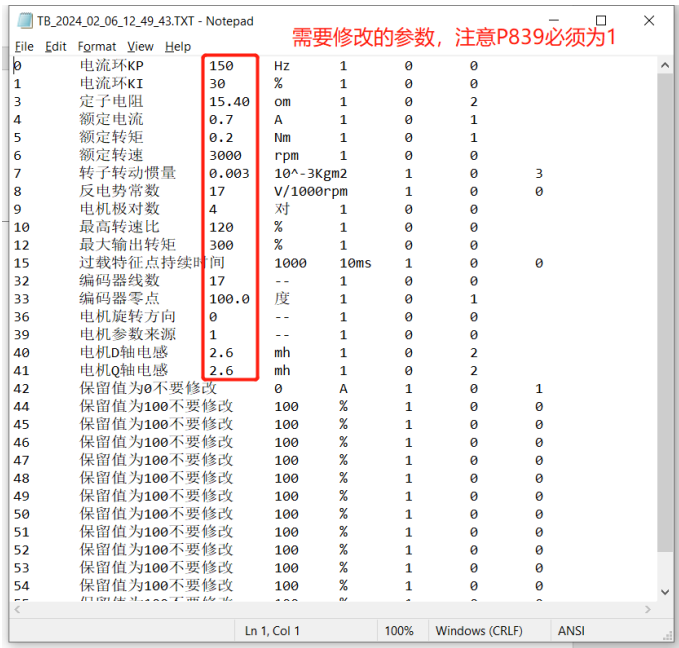 TB_2024_02_06_12_49_43.TXT - Notepad
需要修改的参数，注意P839必须为1
File Edit Format View Help
0 电流环KP 150 Hz 1 0 0
1 电流环KI 30 % 1 0 0
3 定子电阻 15.40 om 1 0 2
4 额定电流 0.7 A 1 0 1
5 额定转矩 0.2 Nm 1 0 1
6 额定转速 3000 rpm 1 0 0
7 转子转动惯量 0.003 10^-3Kgm2 1 0 3
8 反电势常数 17 V/1000rpm 1 0 0
9 电机极对数 4 对 1 0 0
10 最高转速比 120 % 1 0 0
12 最大输出转矩 300 % 1 0 0
15 过载特征点持续时间 1000 10ms 1 0 0
32 编码器线数 17 -- 1 0 0
33 编码器零点 100.0 度 1 0 1
36 电机旋转方向 0 -- 1 0 0
39 电机参数来源 1 -- 1 0 0
40 电机D轴电感 2.6 mh 1 0 2
41 电机Q轴电感 2.6 mh 1 0 2
42 保留值为0不要修改 0 A 1 0 1
44 保留值为100不要修改 100 % 1 0 0
45 保留值为100不要修改 100 % 1 0 0
46 保留值为100不要修改 100 % 1 0 0
47 保留值为100不要修改 100 % 1 0 0
48 保留值为100不要修改 100 % 1 0 0
49 保留值为100不要修改 100 % 1 0 0
50 保留值为100不要修改 100 % 1 0 0
51 保留值为100不要修改 100 % 1 0 0
52 保留值为100不要修改 100 % 1 0 0
53 保留值为100不要修改 100 % 1 0 0
54 保留值为100不要修改 100 % 1 0 0
Ln 1, Col 1 100% Windows (CRLF) ANSI